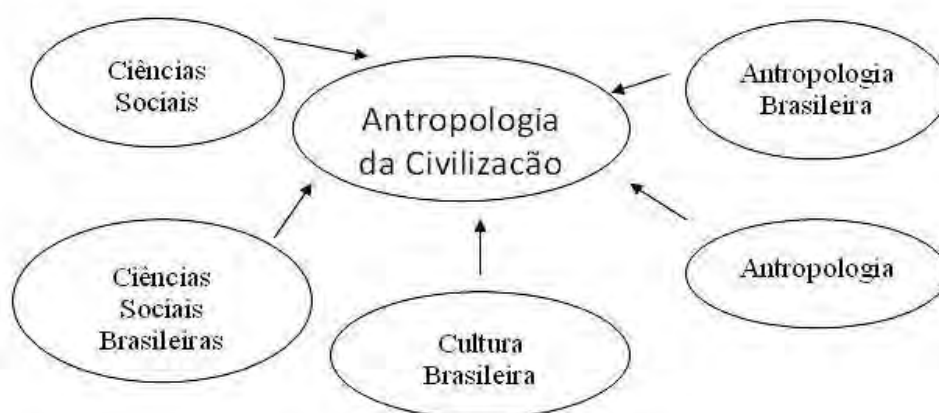 Ciências
Sociais
Antropologia
da Civilizacão
Antropologia
Brasileira
Ciências
Sociais
Brasileiras
Cultura
Brasileira
Antropologia